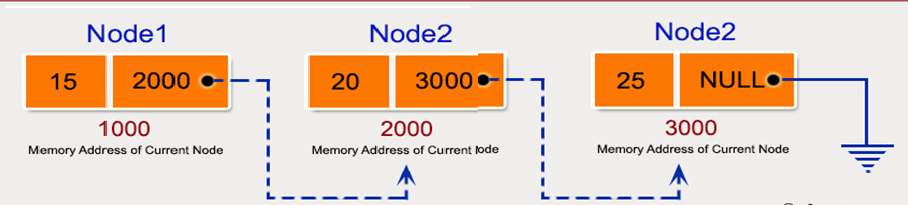 Node1
Node2
Node2
15
2000
20
3000
25
NULL
1000
2000
3000
Memory Address of Current Node
Memory Address of Current ode
Memory Address of Current Node